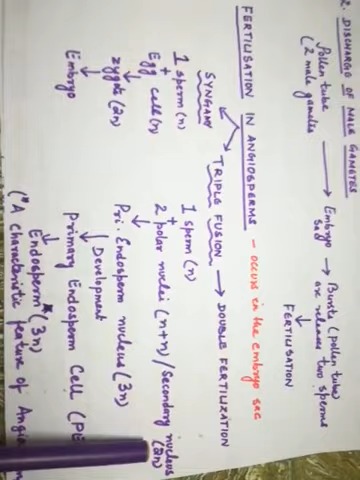 2. DISCHARGE OF MALE GAMETES
Pollen tube → Embryo sac → Bursts (pollen tube)
(2 male gametes or releases two sperms
↓
FERTILISATION
FERTILISATION IN ANGIOSPERMS - occurs in the embryo sac
SYNGAMY TRIPLE FUSION → DOUBLE FERTILIZATION
1 sperm (n) 1 sperm (n)
+ +
Egg cell (n) 2 polar nuclei (n+n) / Secondary nucleus (2n)
↓ ↓
zygote (2n) Pri. Endosperm nucleus (3n)
↓ ↓ Development
Embryo Primary Endosperm Cell (PE
↓
Endosperm* (3n)
(*A characteristic feature of Angio